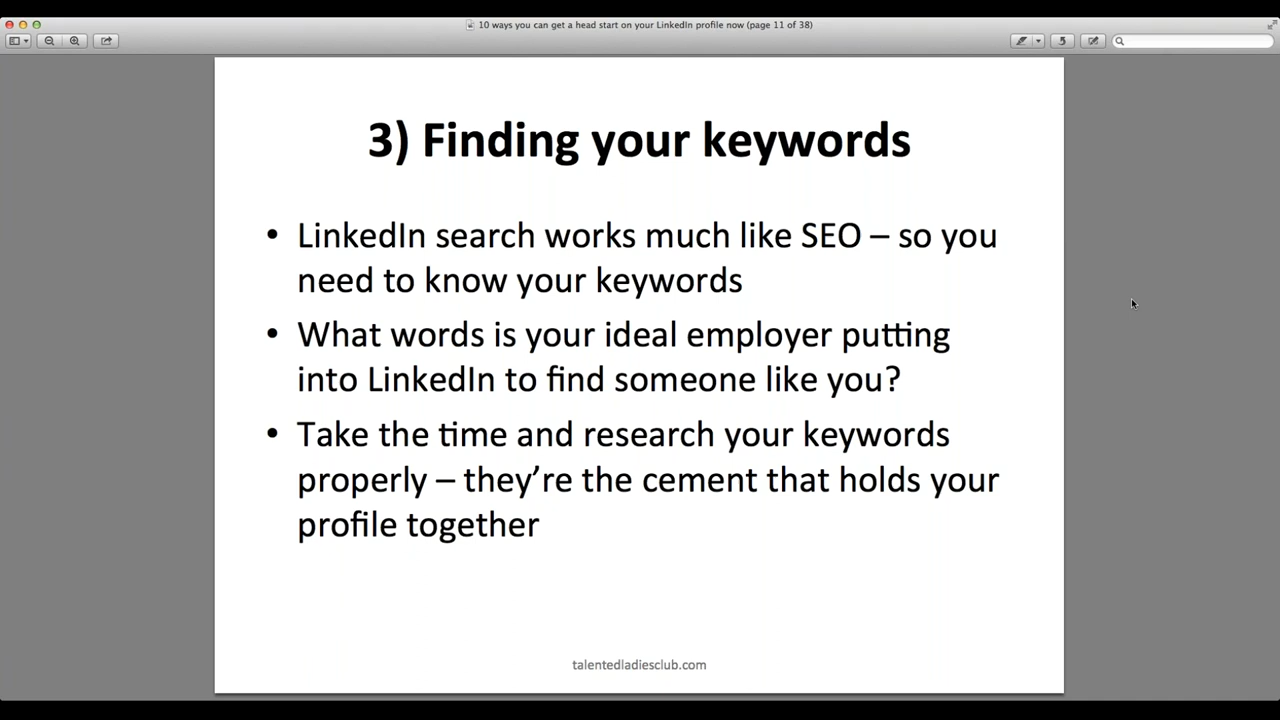 10 ways you can get a head start on your LinkedIn profile now (page 11 of 38)
3) Finding your keywords
• LinkedIn search works much like SEO – so you
need to know your keywords
• What words is your ideal employer putting
into LinkedIn to find someone like you?
• Take the time and research your keywords
properly – they’re the cement that holds your
profile together
talentedladiesclub.com